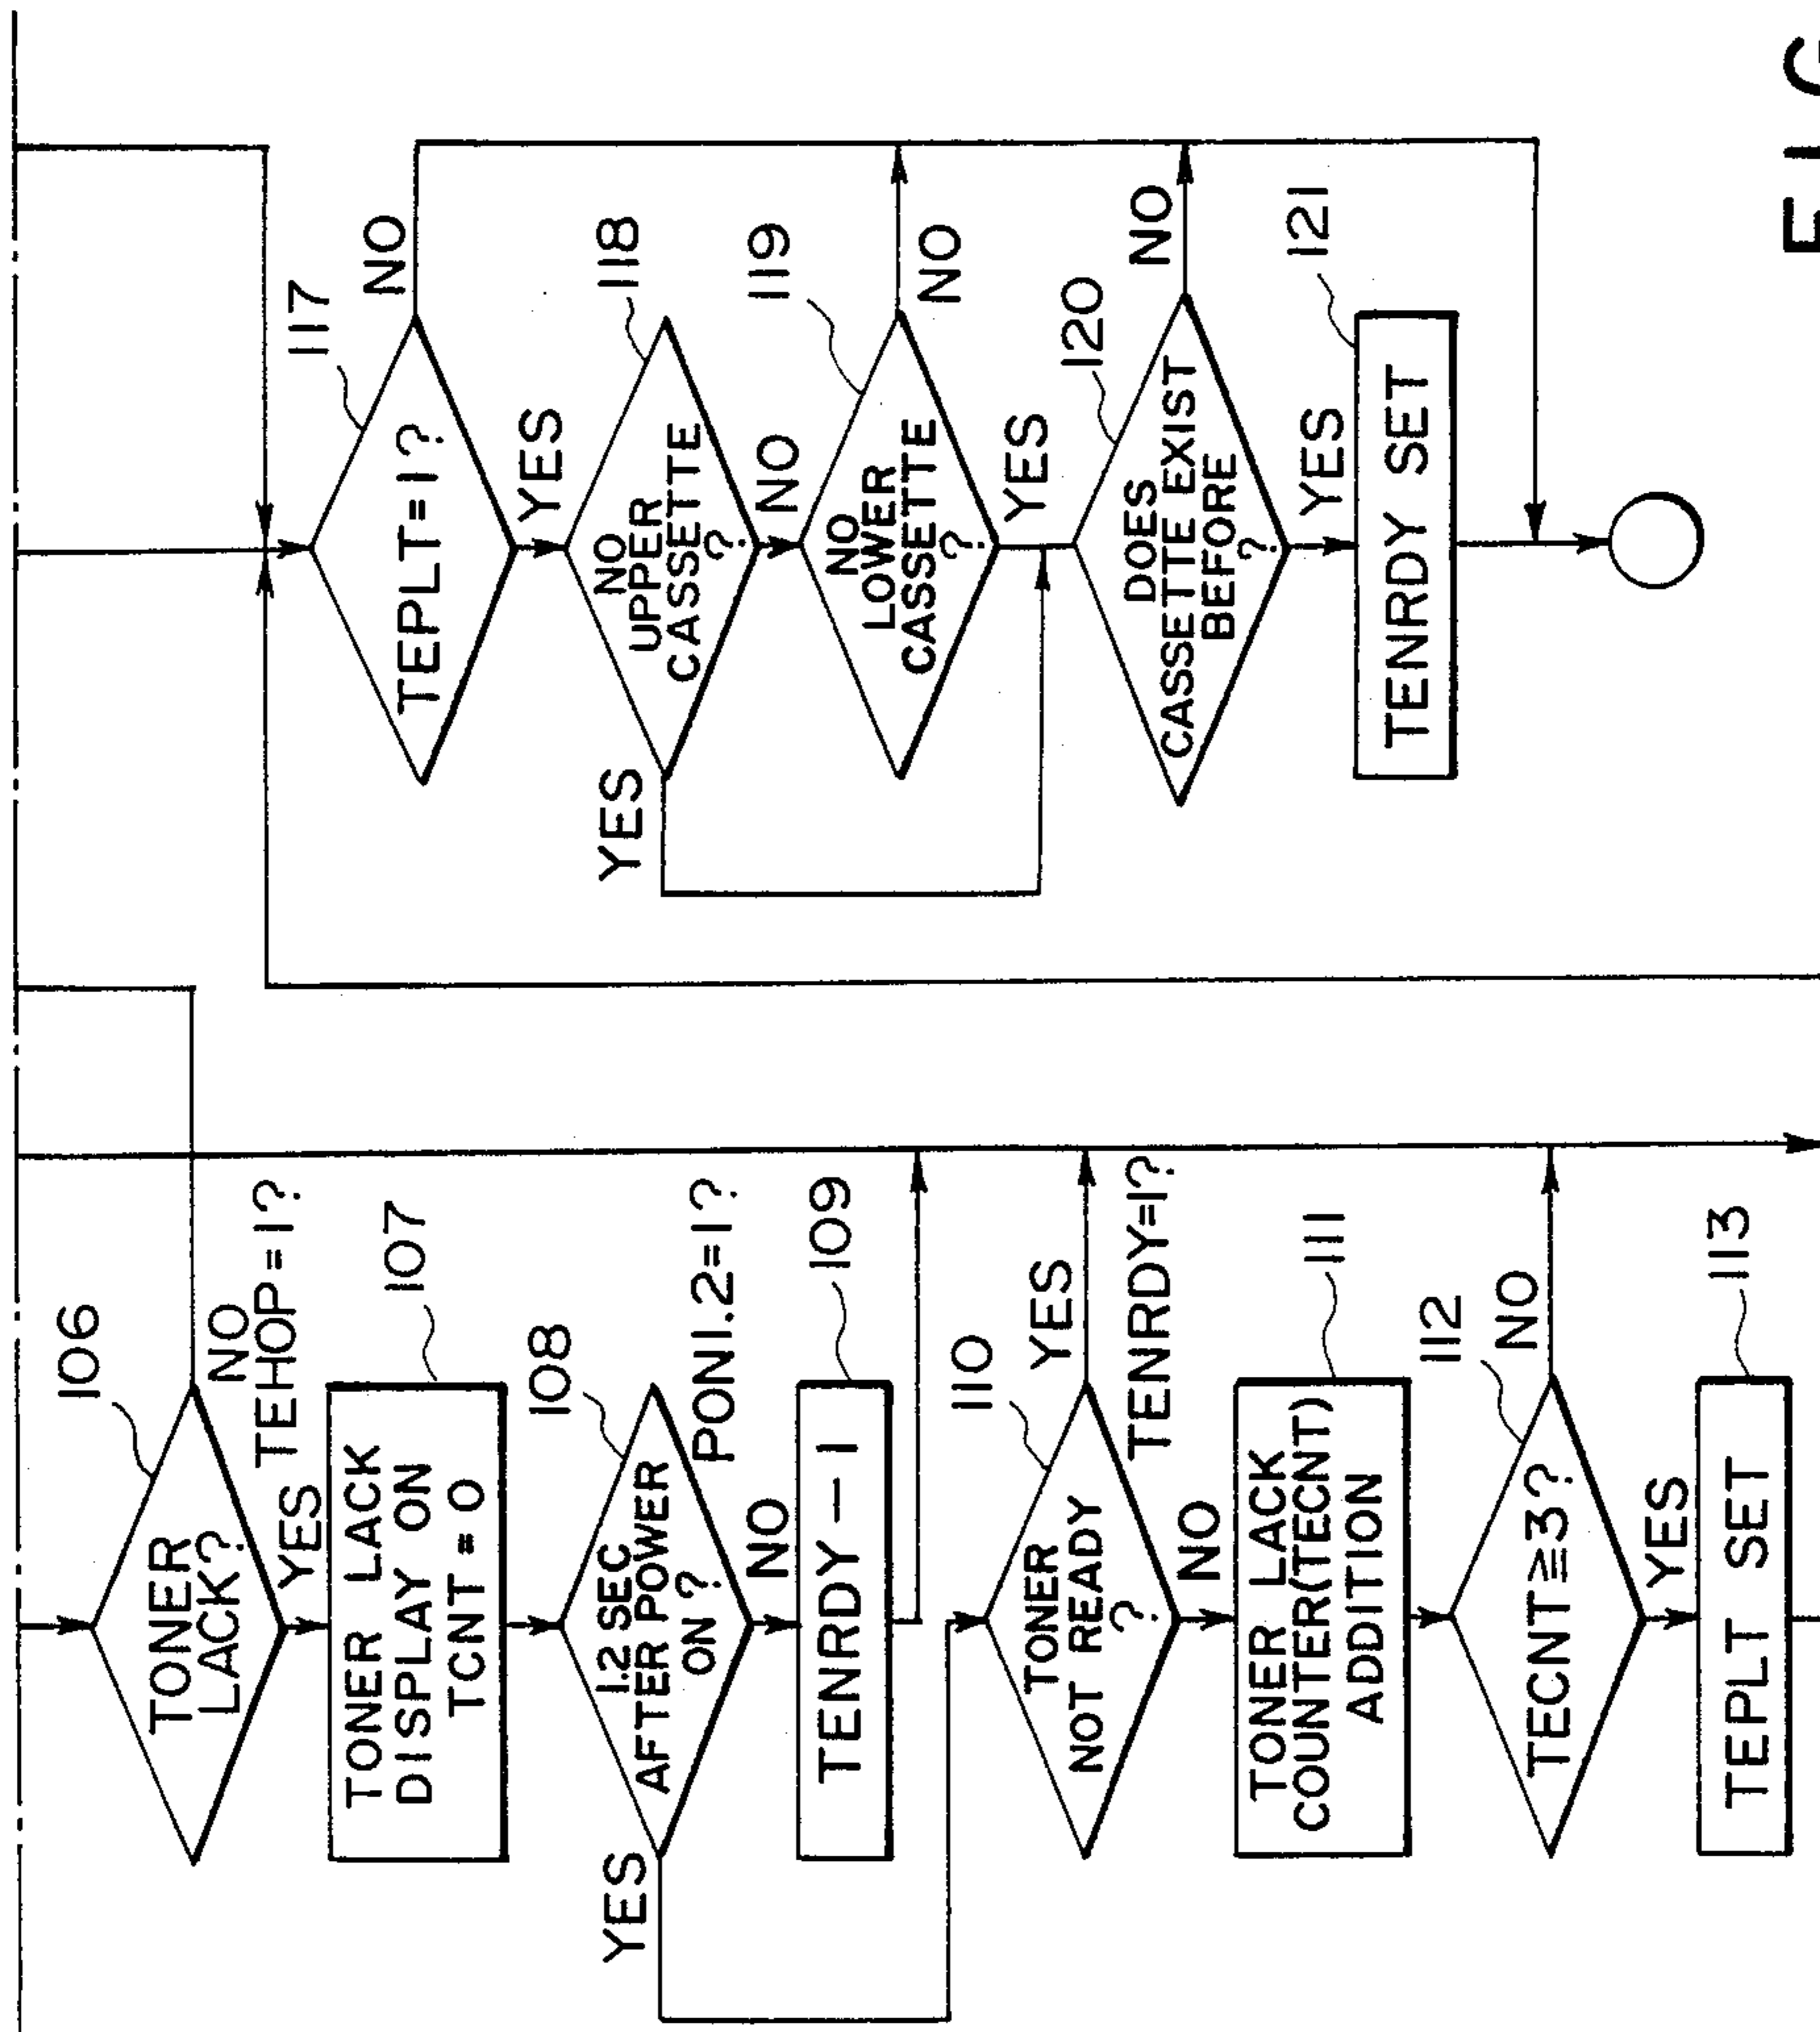 106
TONER
LACK?
NO
TEHOP=1?
YES
107
TONER LACK
DISPLAY ON
TCNT = 0
108
1.2 SEC
AFTER POWER
ON?
PON1.2=1?
YES
NO
109
TENRDY－1
110
TONER
NOT READY
?
YES
TENRDY=1?
NO
111
TONER LACK
COUNTER(TECNT)
ADDITION
112
TECNT≧3?
NO
YES
113
TEPLT SET
117
TEPLT=1?
NO
YES
118
NO
UPPER
CASSETTE
?
YES
NO
119
NO
LOWER
CASSETTE
?
NO
YES
120
DOES
CASSETTE EXIST
BEFORE
?
NO
YES
121
TENRDY SET
FIG